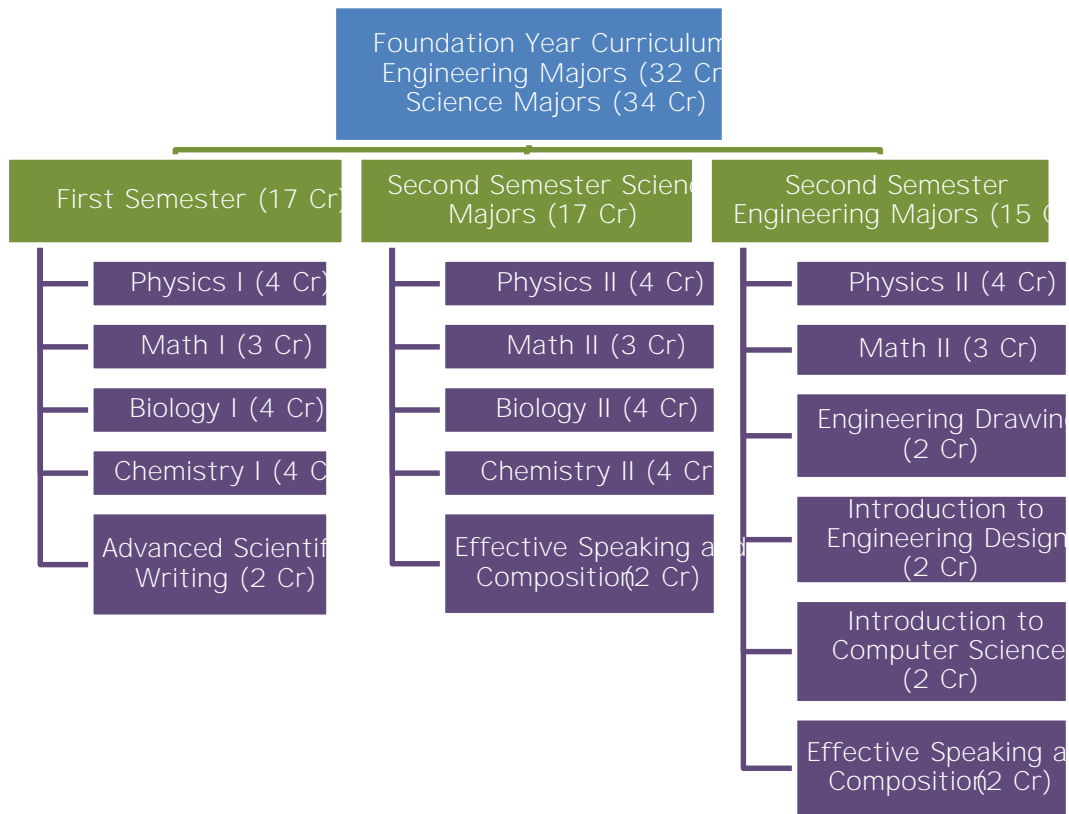 Foundation Year Curriculum
Engineering Majors (32 Cr
Science Majors (34 Cr)
First Semester (17 Cr)
Physics I (4 Cr)
Math I (3 Cr)
Biology I (4 Cr)
Chemistry I (4 C
Advanced Scientif
Writing (2 Cr)
Second Semester Scien
Majors (17 Cr)
Physics II (4 Cr)
Math II (3 Cr)
Biology II (4 Cr)
Chemistry II (4 Cr
Effective Speaking and
Composition(2 Cr)
Second Semester
Engineering Majors (15 C
Physics II (4 Cr)
Math II (3 Cr)
Engineering Drawing
(2 Cr)
Introduction to
Engineering Design
(2 Cr)
Introduction to
Computer Science
(2 Cr)
Effective Speaking a
Composition(2 Cr)